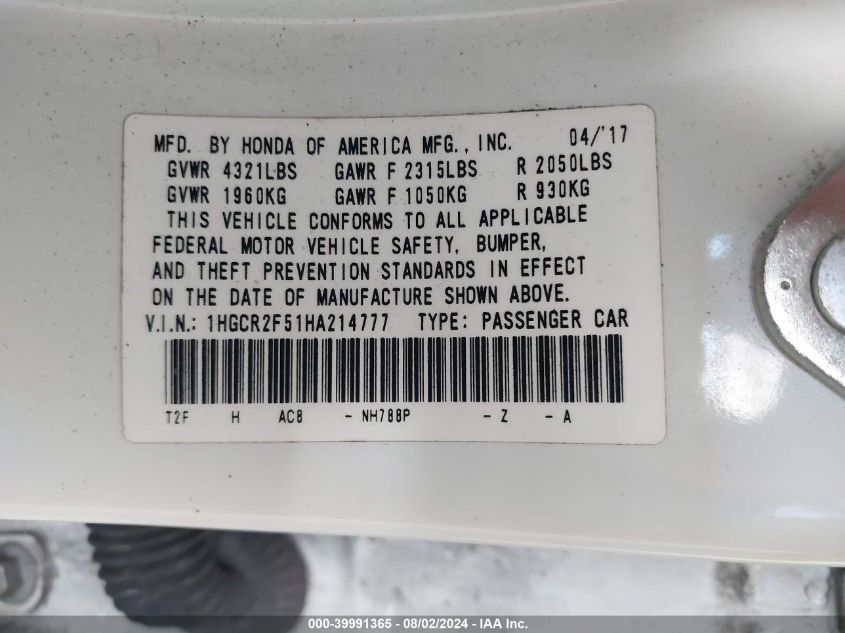 MFD. BY HONDA OF AMERICA MFG., INC. 04/'17
GVWR 4321LBS GAWR F 2315LBS R 2050LBS
GVWR 1960KG GAWR F 1050KG R 930KG
THIS VEHICLE CONFORMS TO ALL APPLICABLE
FEDERAL MOTOR VEHICLE SAFETY, BUMPER,
AND THEFT PREVENTION STANDARDS IN EFFECT
ON THE DATE OF MANUFACTURE SHOWN ABOVE.
V.I.N.: 1HGCR2F51HA214777 TYPE: PASSENGER CAR
T2F H AC8 - NH788P - Z - A
000-39991365 - 08/02/2024 - IAA Inc.